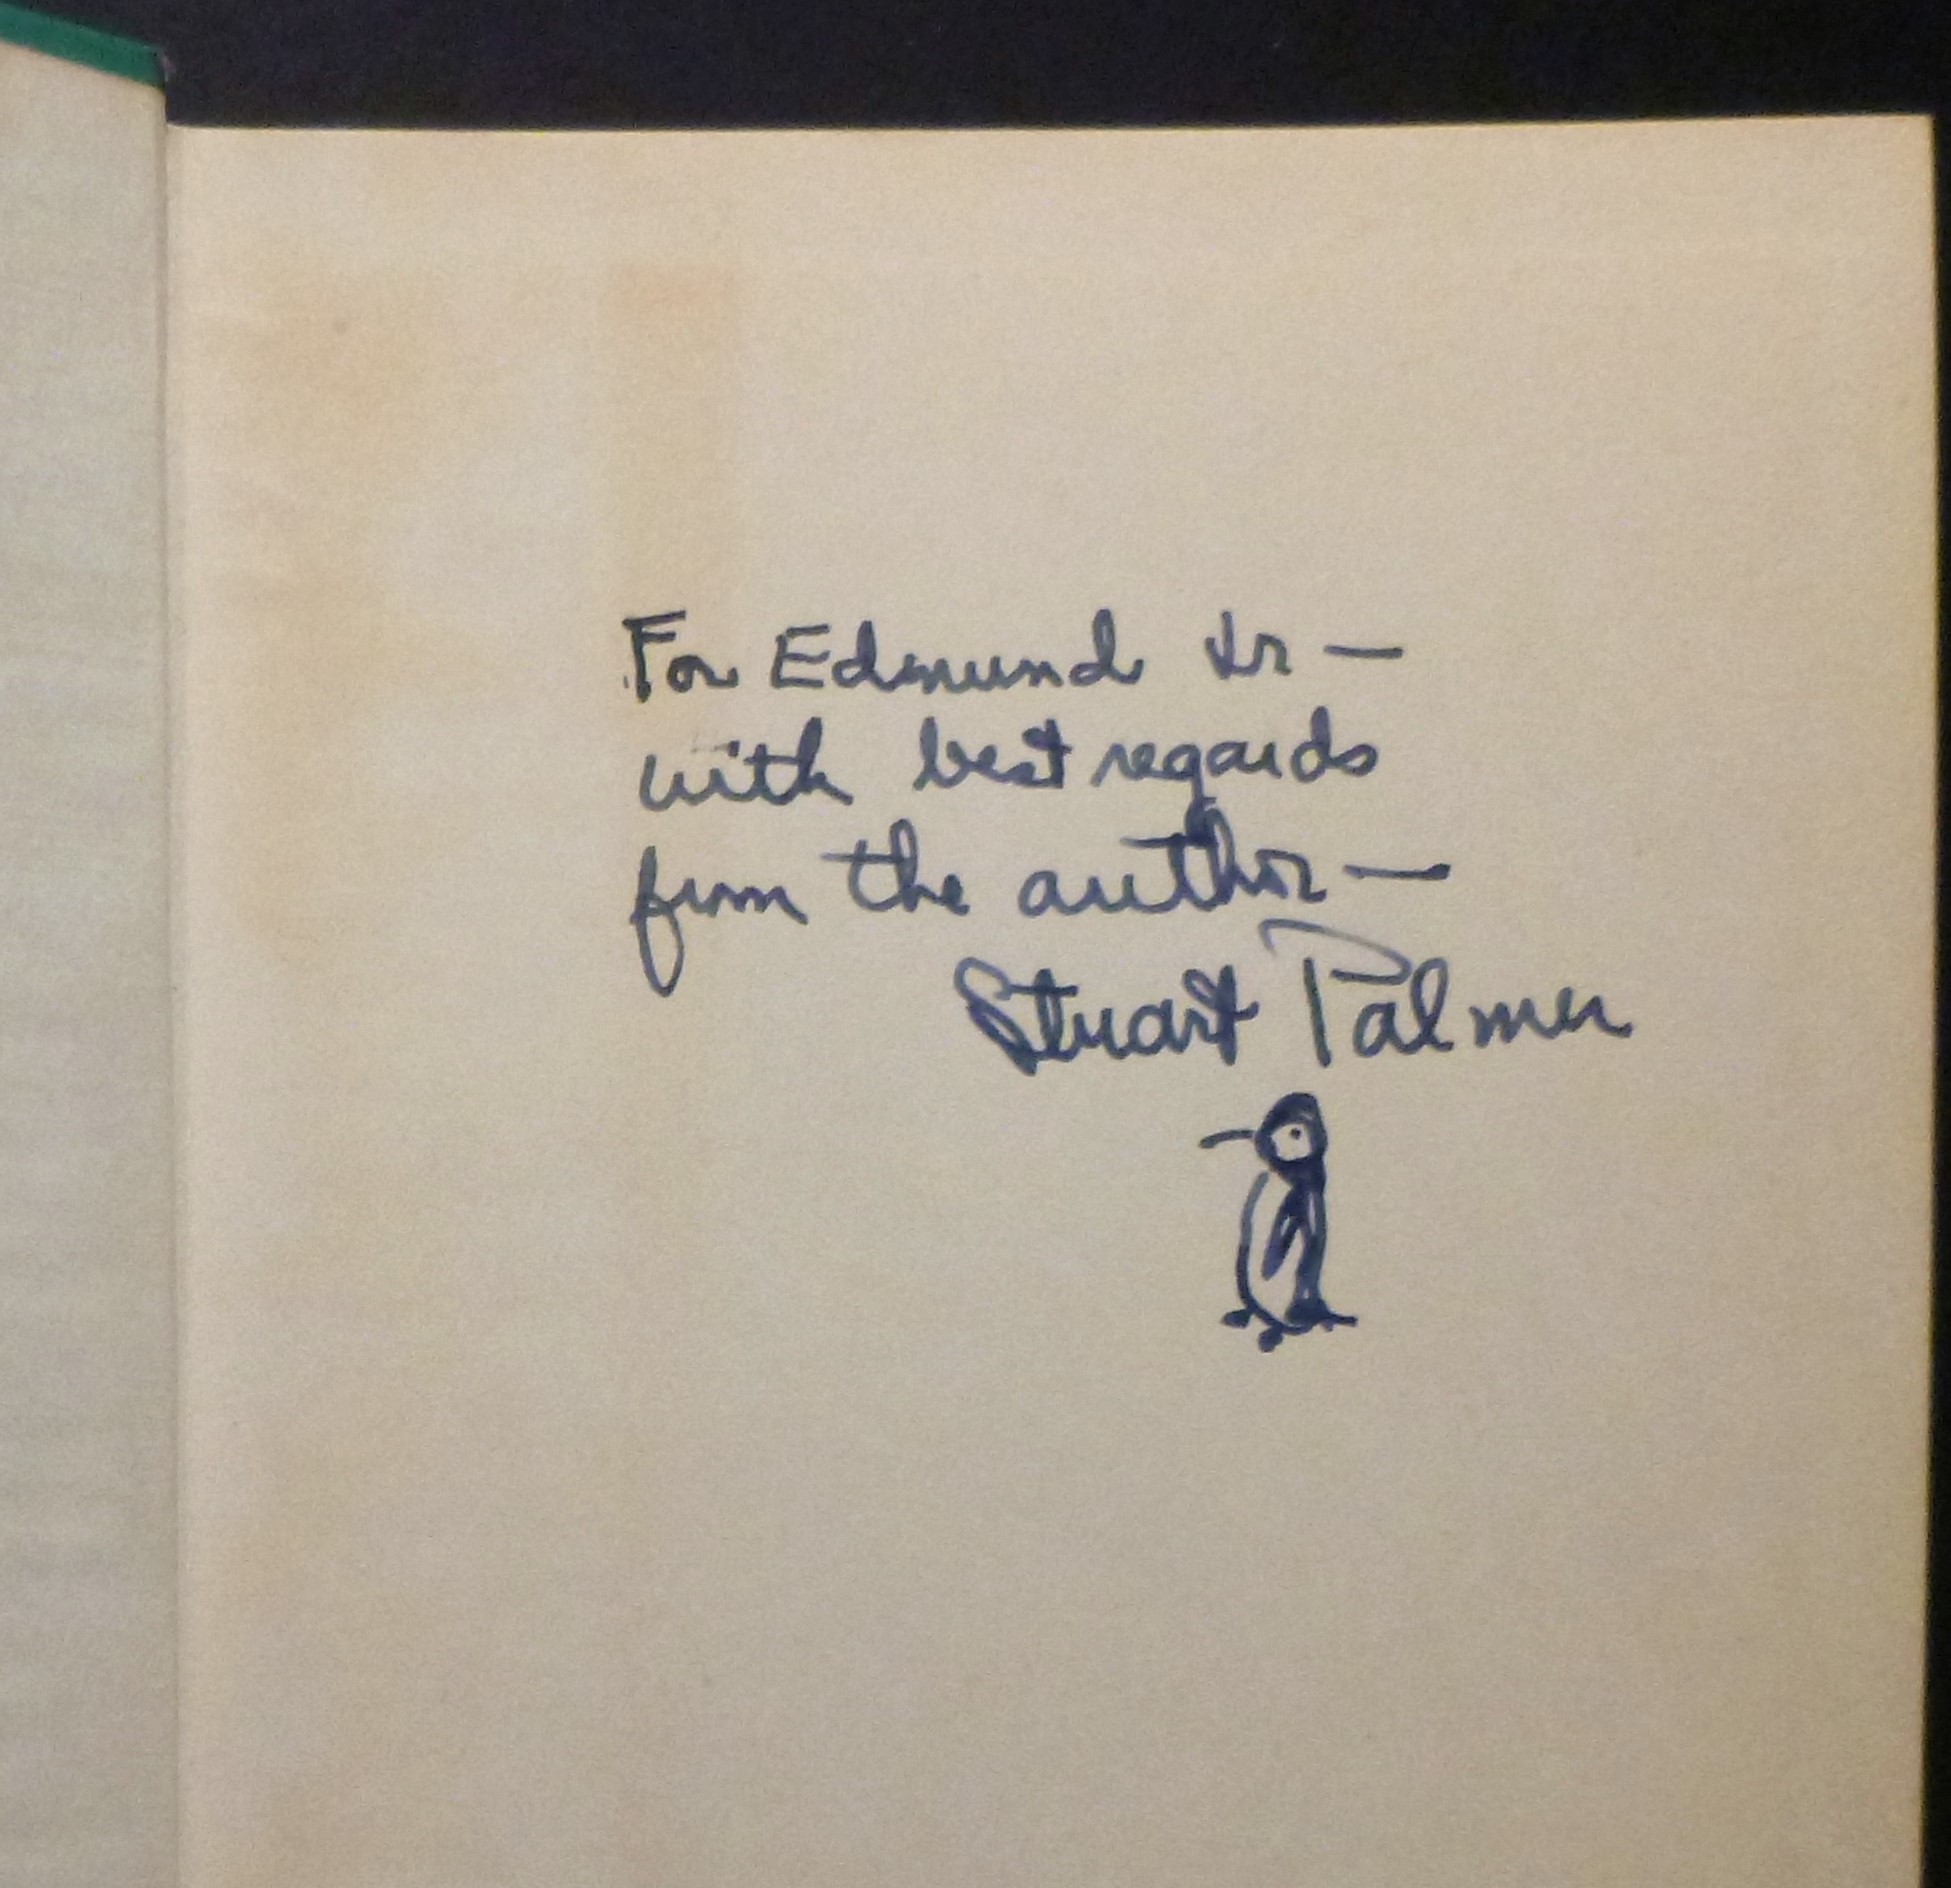 For Edmund Jr —
with best regards
from the author —
Stuart Palmer